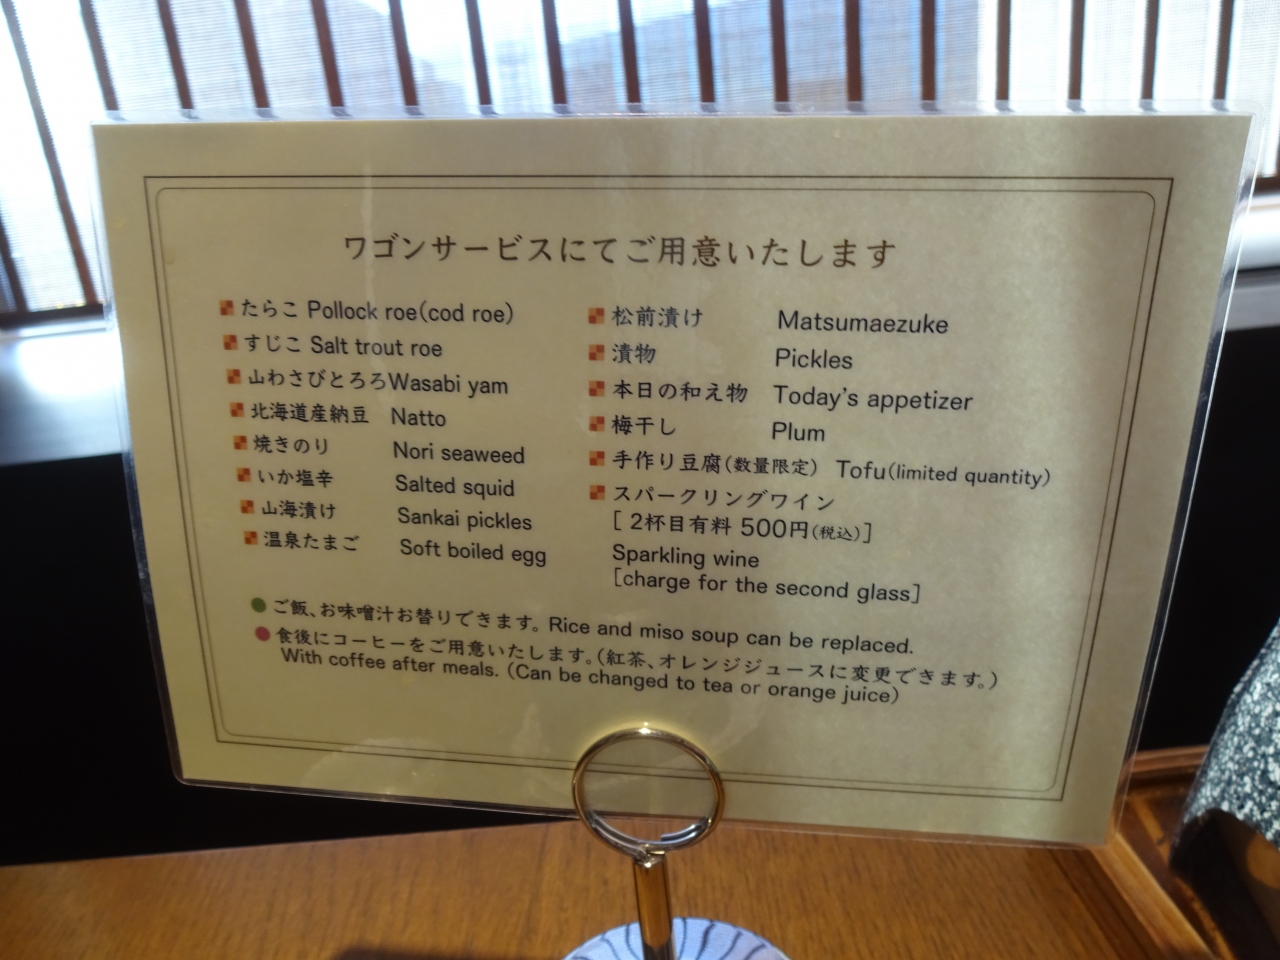 ワゴンサービスにてご用意いたします
たらこ Pollock roe(cod roe)
すじこ Salt trout roe
山わさびとろろWasabi yam
北海道産納豆 Natto
焼きのり Nori seaweed
いか塩辛 Salted squid
山海漬け Sankai pickles
温泉たまご Soft boiled egg
松前漬け Matsumaezuke
漬物 Pickles
本日の和え物 Today's appetizer
梅干し Plum
手作り豆腐(数量限定) Tofu(limited quantity)
スパークリングワイン
[ 2杯目有料 500円(税込)]
Sparkling wine
[charge for the second glass]
ご飯、お味噌汁お替りできます。Rice and miso soup can be replaced.
食後にコーヒーをご用意いたします。(紅茶、オレンジジュースに変更できます。)
With coffee after meals. (Can be changed to tea or orange juice)